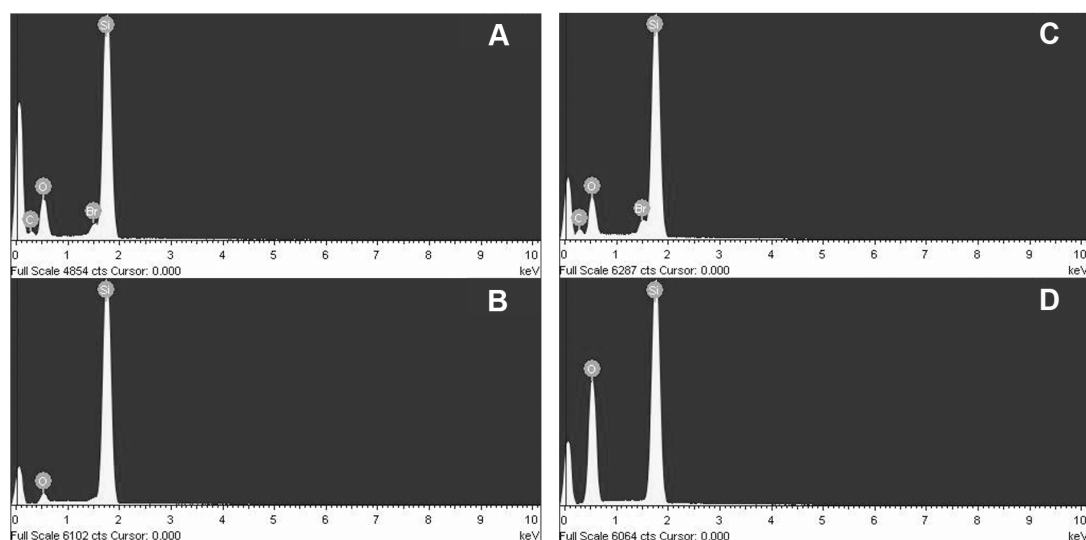 Si
A
O
C
Br
0 1 2 3 4 5 6 7 8 9 10
Full Scale 4854 cts Cursor: 0.000 keV
Si
B
O
0 1 2 3 4 5 6 7 8 9 10
Full Scale 6102 cts Cursor: 0.000 keV
Si
C
O
C
Br
0 1 2 3 4 5 6 7 8 9 10
Full Scale 6287 cts Cursor: 0.000 keV
Si
D
O
0 1 2 3 4 5 6 7 8 9 10
Full Scale 6064 cts Cursor: 0.000 keV